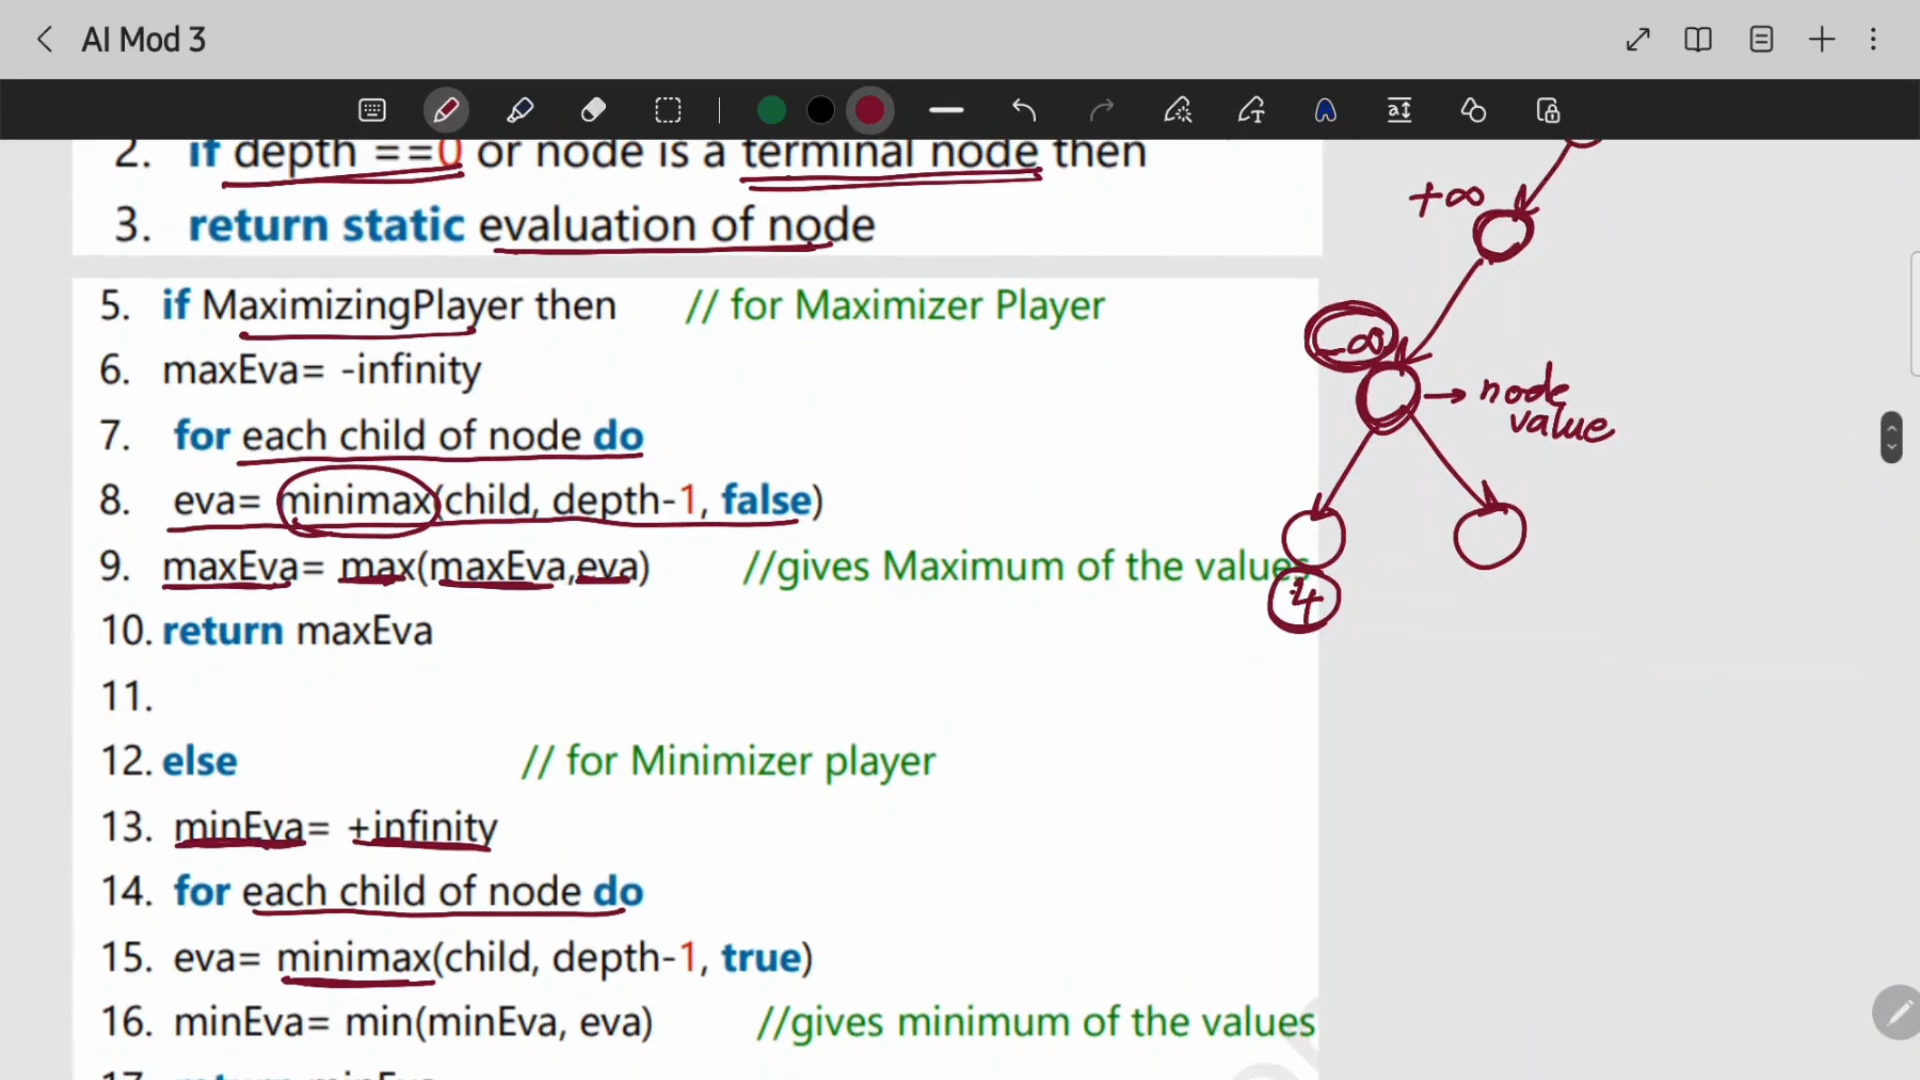 AI Mod 3
2. if depth ==0 or node is a terminal node then
3. return static evaluation of node
+∞
5. if MaximizingPlayer then // for Maximizer Player
-∞
6. maxEva= -infinity
→ node value
7. for each child of node do
8. eva= minimax(child, depth-1, false)
9. maxEva= max(maxEva,eva) //gives Maximum of the values
4
10. return maxEva
11.
12. else // for Minimizer player
13. minEva= +infinity
14. for each child of node do
15. eva= minimax(child, depth-1, true)
16. minEva= min(minEva, eva) //gives minimum of the values
17. return minEva